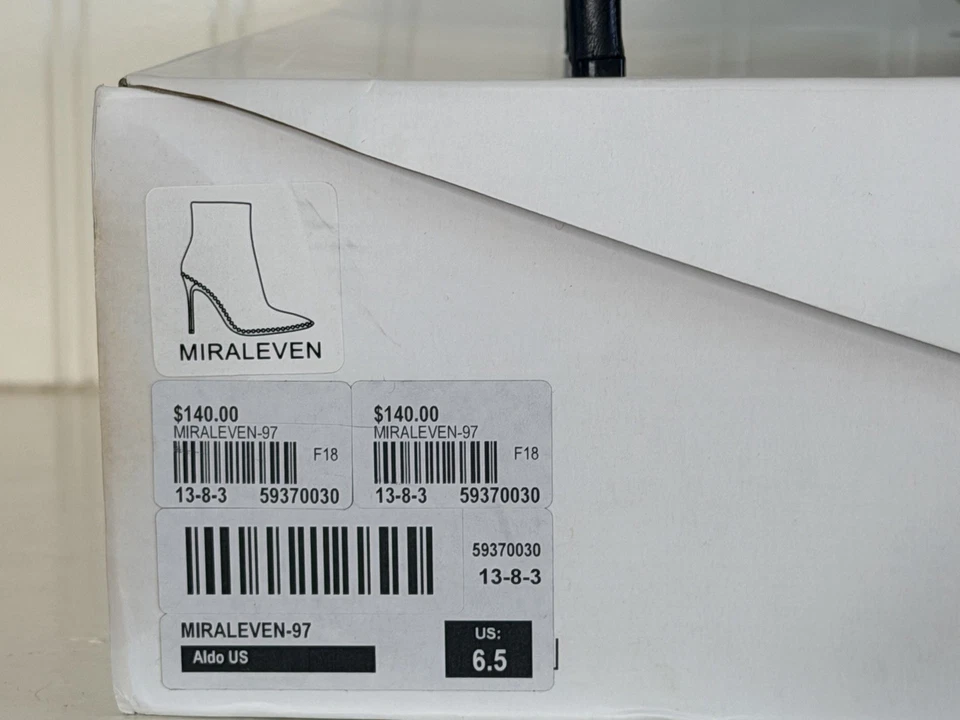 MIRALEVEN
$140.00
MIRALEVEN-97
F18
13-8-3 59370030
$140.00
MIRALEVEN-97
F18
13-8-3 59370030
59370030
13-8-3
MIRALEVEN-97
Aldo US
US:
6.5